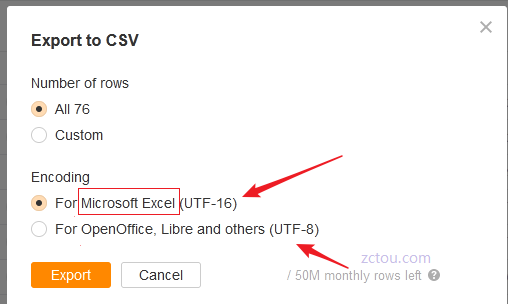 Export to CSV
Number of rows
All 76
Custom
Encoding
For Microsoft Excel (UTF-16)
For OpenOffice, Libre and others (UTF-8)
zctou.com
Export
Cancel
/ 50M monthly rows left ?